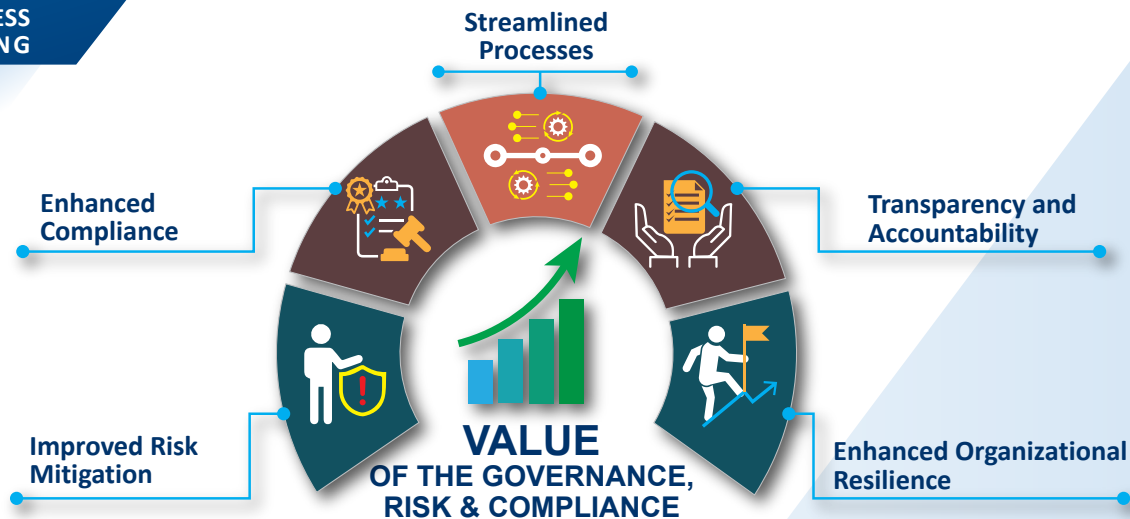 ESS
NG
Streamlined
Processes
Enhanced
Compliance
Transparency and
Accountability
Improved Risk
Mitigation
VALUE
OF THE GOVERNANCE,
RISK & COMPLIANCE
Enhanced Organizational
Resilience